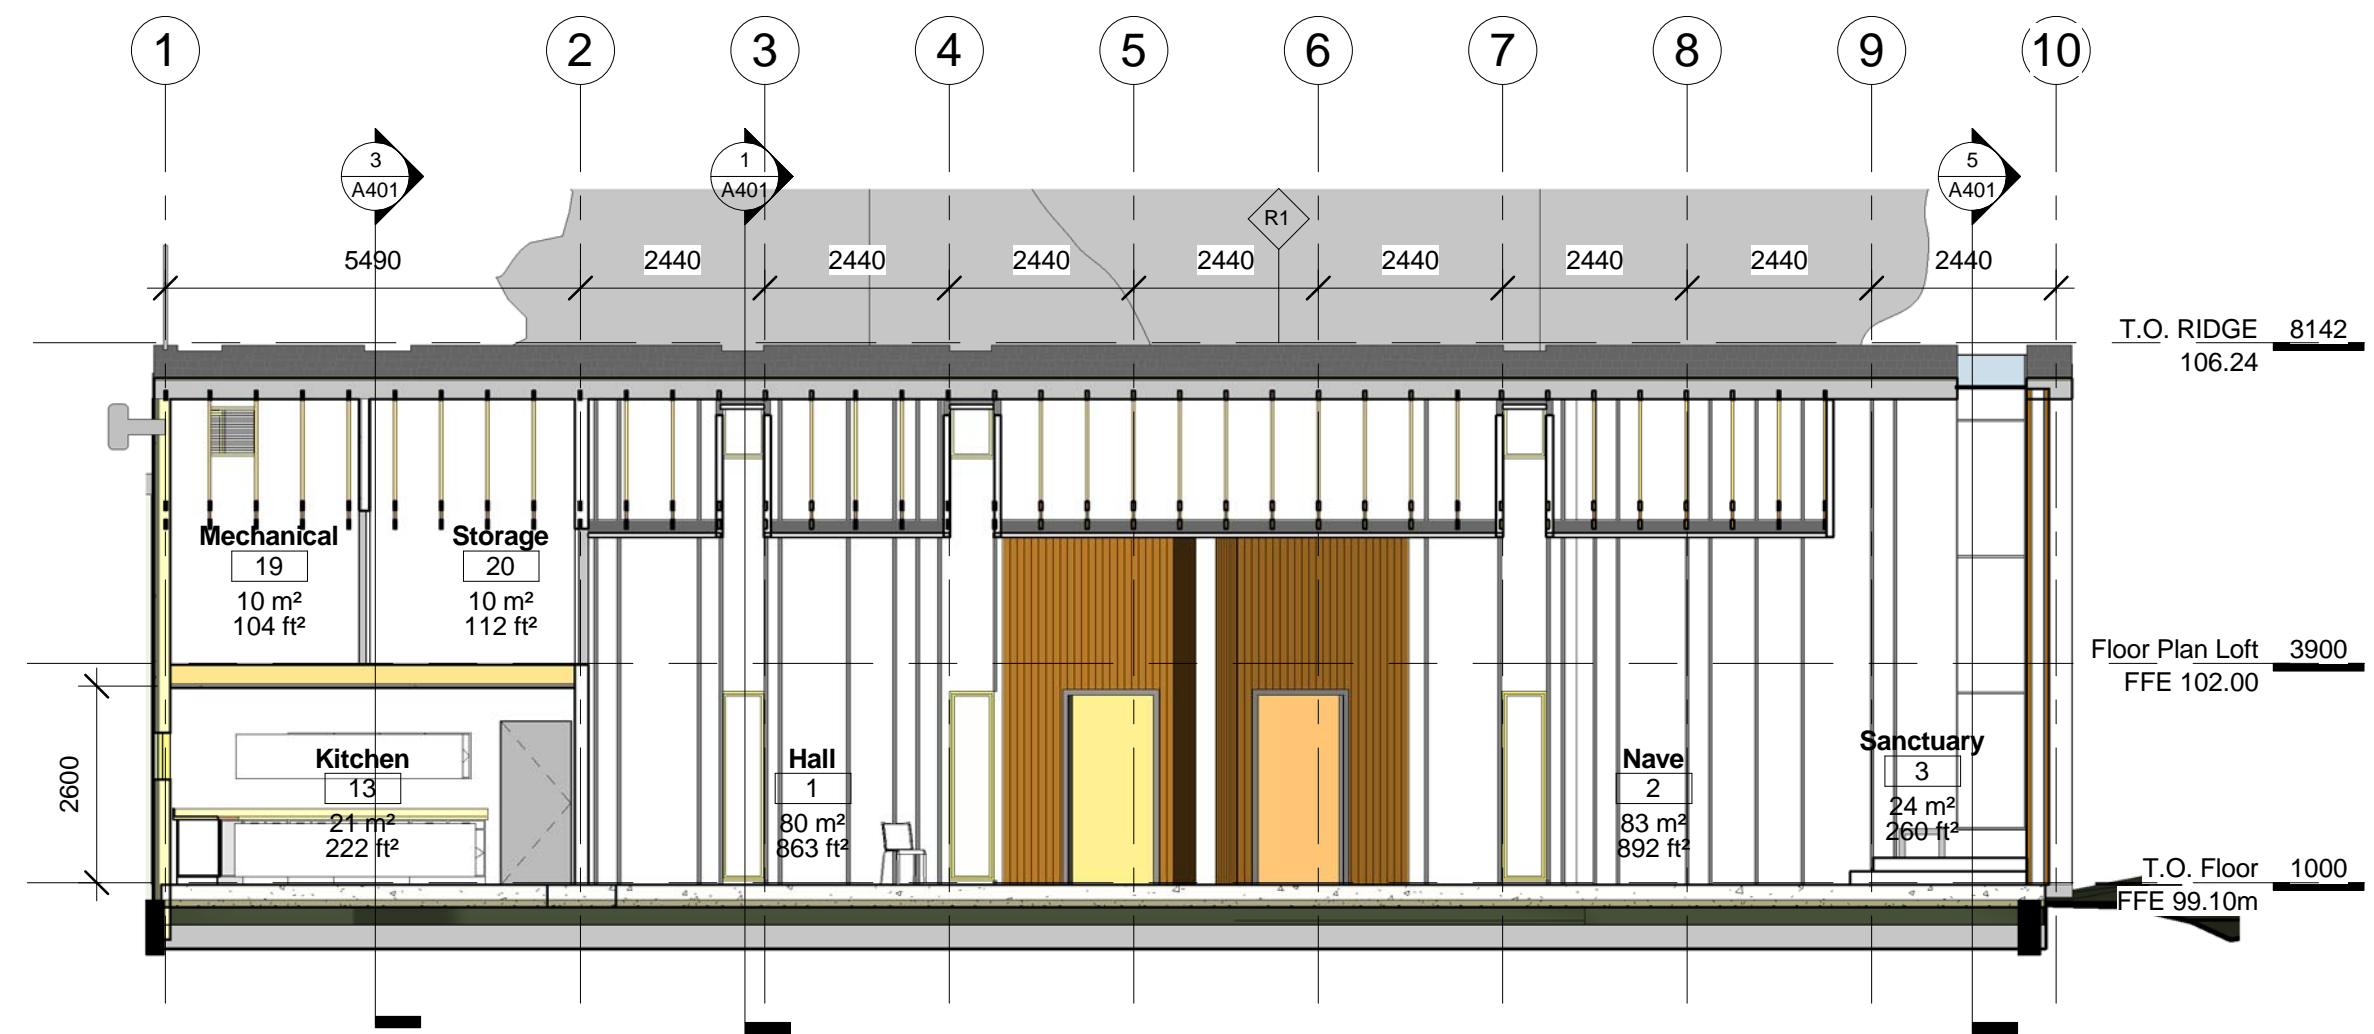 1 2 3 4 5 6 7 8 9 10
3
A401
1
A401
5
A401
R1
5490 2440 2440 2440 2440 2440 2440 2440 2440
T.O. RIDGE 8142
106.24
Mechanical
19
10 m²
104 ft²
Storage
20
10 m²
112 ft²
Floor Plan Loft 3900
FFE 102.00
2600
Kitchen
13
21 m²
222 ft²
Hall
1
80 m²
863 ft²
Nave
2
83 m²
892 ft²
Sanctuary
3
24 m²
260 ft²
T.O. Floor 1000
FFE 99.10m